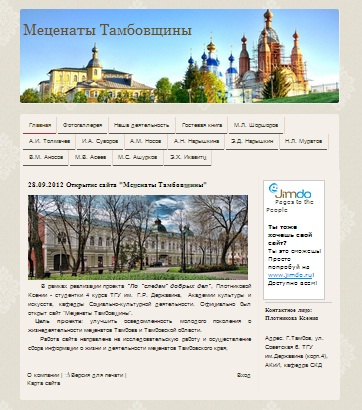 Меценаты Тамбовщины
Главная Фотогаллерея Наша деятельность Гостевая книга М.Л. Шоршоров
А.И. Толмачев А.А. Суворов А.М. Носов А.Н. Нарышкина Э.Д. Нарышкин Н.Л. Муратов
В.М. Аносов М.В. Асеев М.С. Ашурков Э.Х. Иквитц
28.09.2012 Открытие сайта "Меценаты Тамбовщины"
В рамках реализации проекта "По "следам" добрых дел", Плотниковой
Ксении - студентки 4 курса ТГУ им. Г.Р. Державина, Академии культуры и
искусств, кафедры Социально-культурной деятельности. Официально был
открыт сайт "Меценаты Тамбовщины".
Цель проекта: улучшить осведомленность молодого поколения о
жизнедеятельности меценатов Тамбова и Тамбовской области.
Работа сайта направлена на исследовательскую работу и осуществление
сбора информации о жизни и деятельности меценатов Тамбовского края.
О компании | Версия для печати |
Карта сайта
Вход
Jimdo
Pages to the
People
Ты тоже
хочешь свой
сайт?
Ты это сможешь!
Просто
попробуй на
www.jimdo.ru!
Доступно всем!
Контактное лицо:
Плотникова Ксения
Адрес: Г.Тамбов, ул.
Советская 6, ТГУ
им.Державина (корп.4),
АКиИ, кафедра СКД